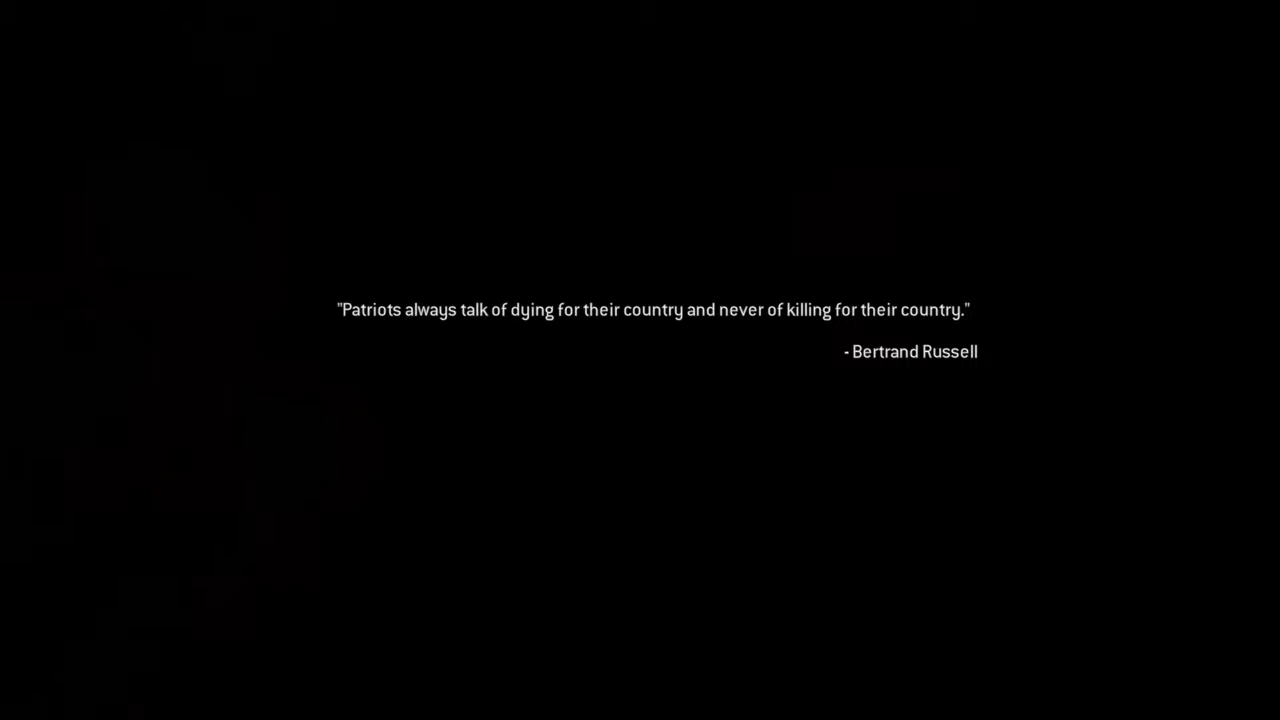 "Patriots always talk of dying for their country and never of killing for their country."
- Bertrand Russell